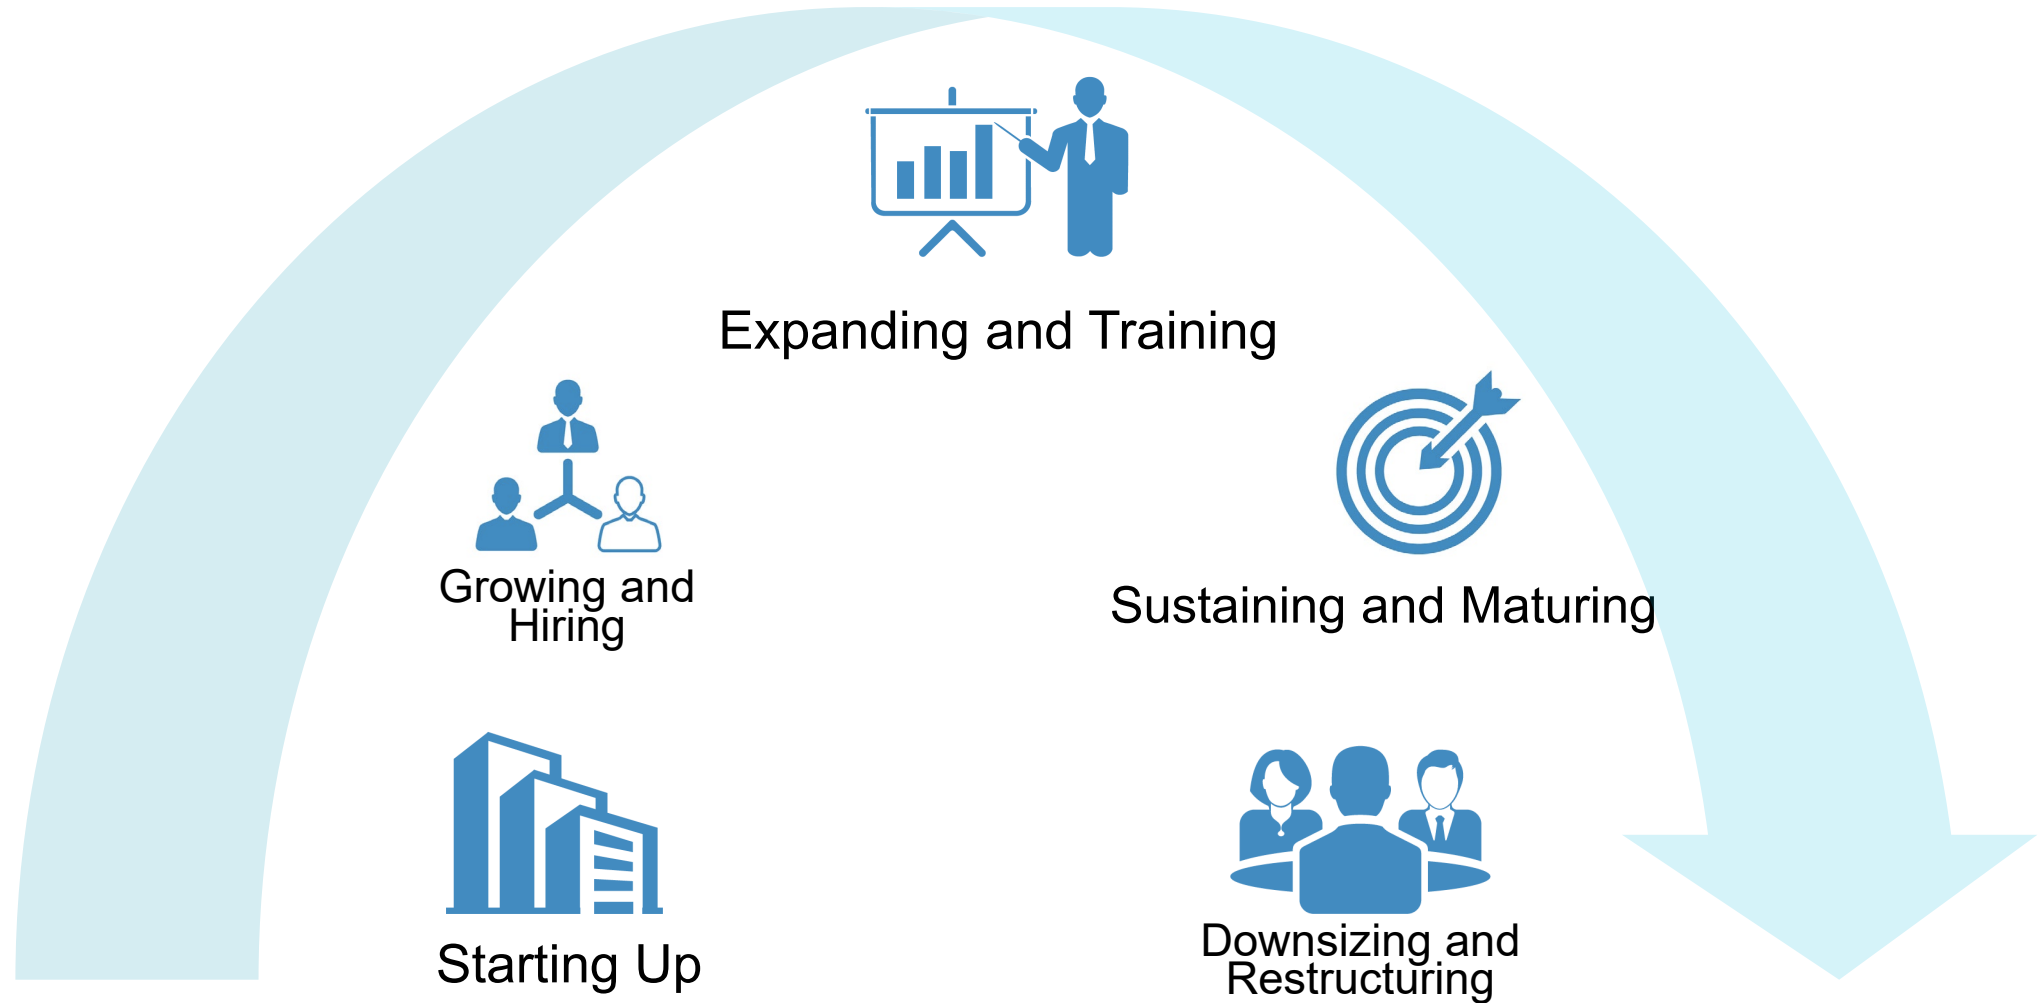 Expanding and Training
Growing and
Hiring
Sustaining and Maturing
Starting Up
Downsizing and
Restructuring